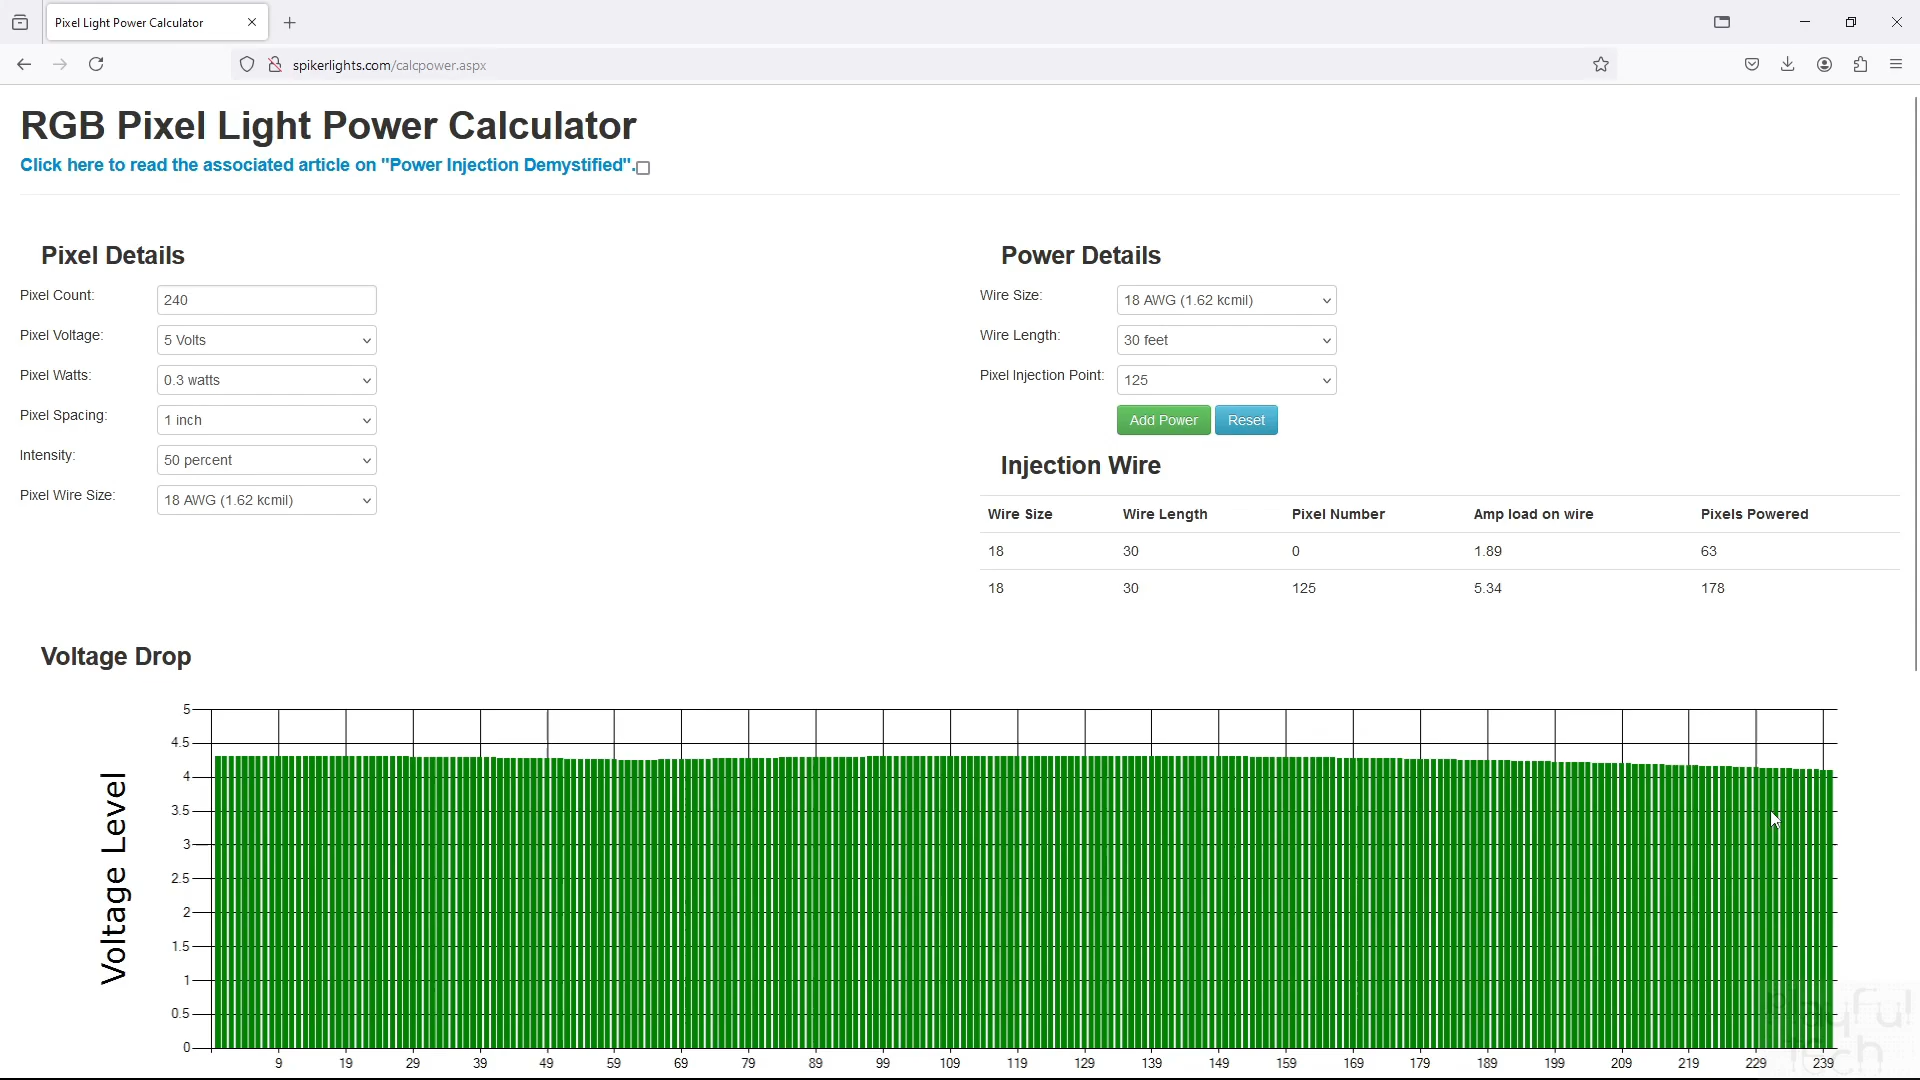 Pixel Light Power Calculator
spikerlights.com/calcpower.aspx
RGB Pixel Light Power Calculator
Click here to read the associated article on "Power Injection Demystified".
Pixel Details
Pixel Count:
240
Pixel Voltage:
5 Volts
Pixel Watts:
0.3 watts
Pixel Spacing:
1 inch
Intensity:
50 percent
Pixel Wire Size:
18 AWG (1.62 kcmil)
Power Details
Wire Size:
18 AWG (1.62 kcmil)
Wire Length:
30 feet
Pixel Injection Point:
125
Add Power
Reset
Injection Wire
Wire Size Wire Length Pixel Number Amp load on wire Pixels Powered
18 30 0 1.89 63
18 30 125 5.34 178
Voltage Drop
Voltage Level
5
4.5
4
3.5
3
2.5
2
1.5
1
0.5
0
9 19 29 39 49 59 69 79 89 99 109 119 129 139 149 159 169 179 189 199 209 219 229 239
Playful
Tech